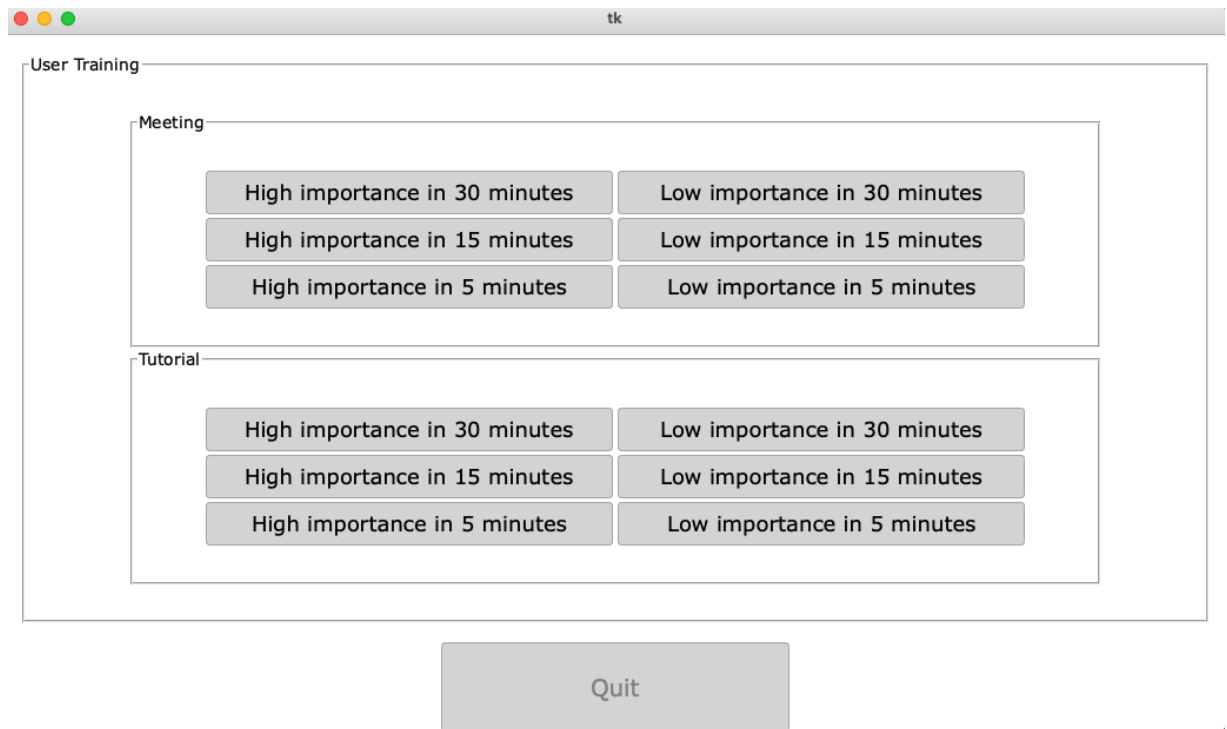 tk
User Training
Meeting
High importance in 30 minutes Low importance in 30 minutes
High importance in 15 minutes Low importance in 15 minutes
High importance in 5 minutes Low importance in 5 minutes
Tutorial
High importance in 30 minutes Low importance in 30 minutes
High importance in 15 minutes Low importance in 15 minutes
High importance in 5 minutes Low importance in 5 minutes
Quit